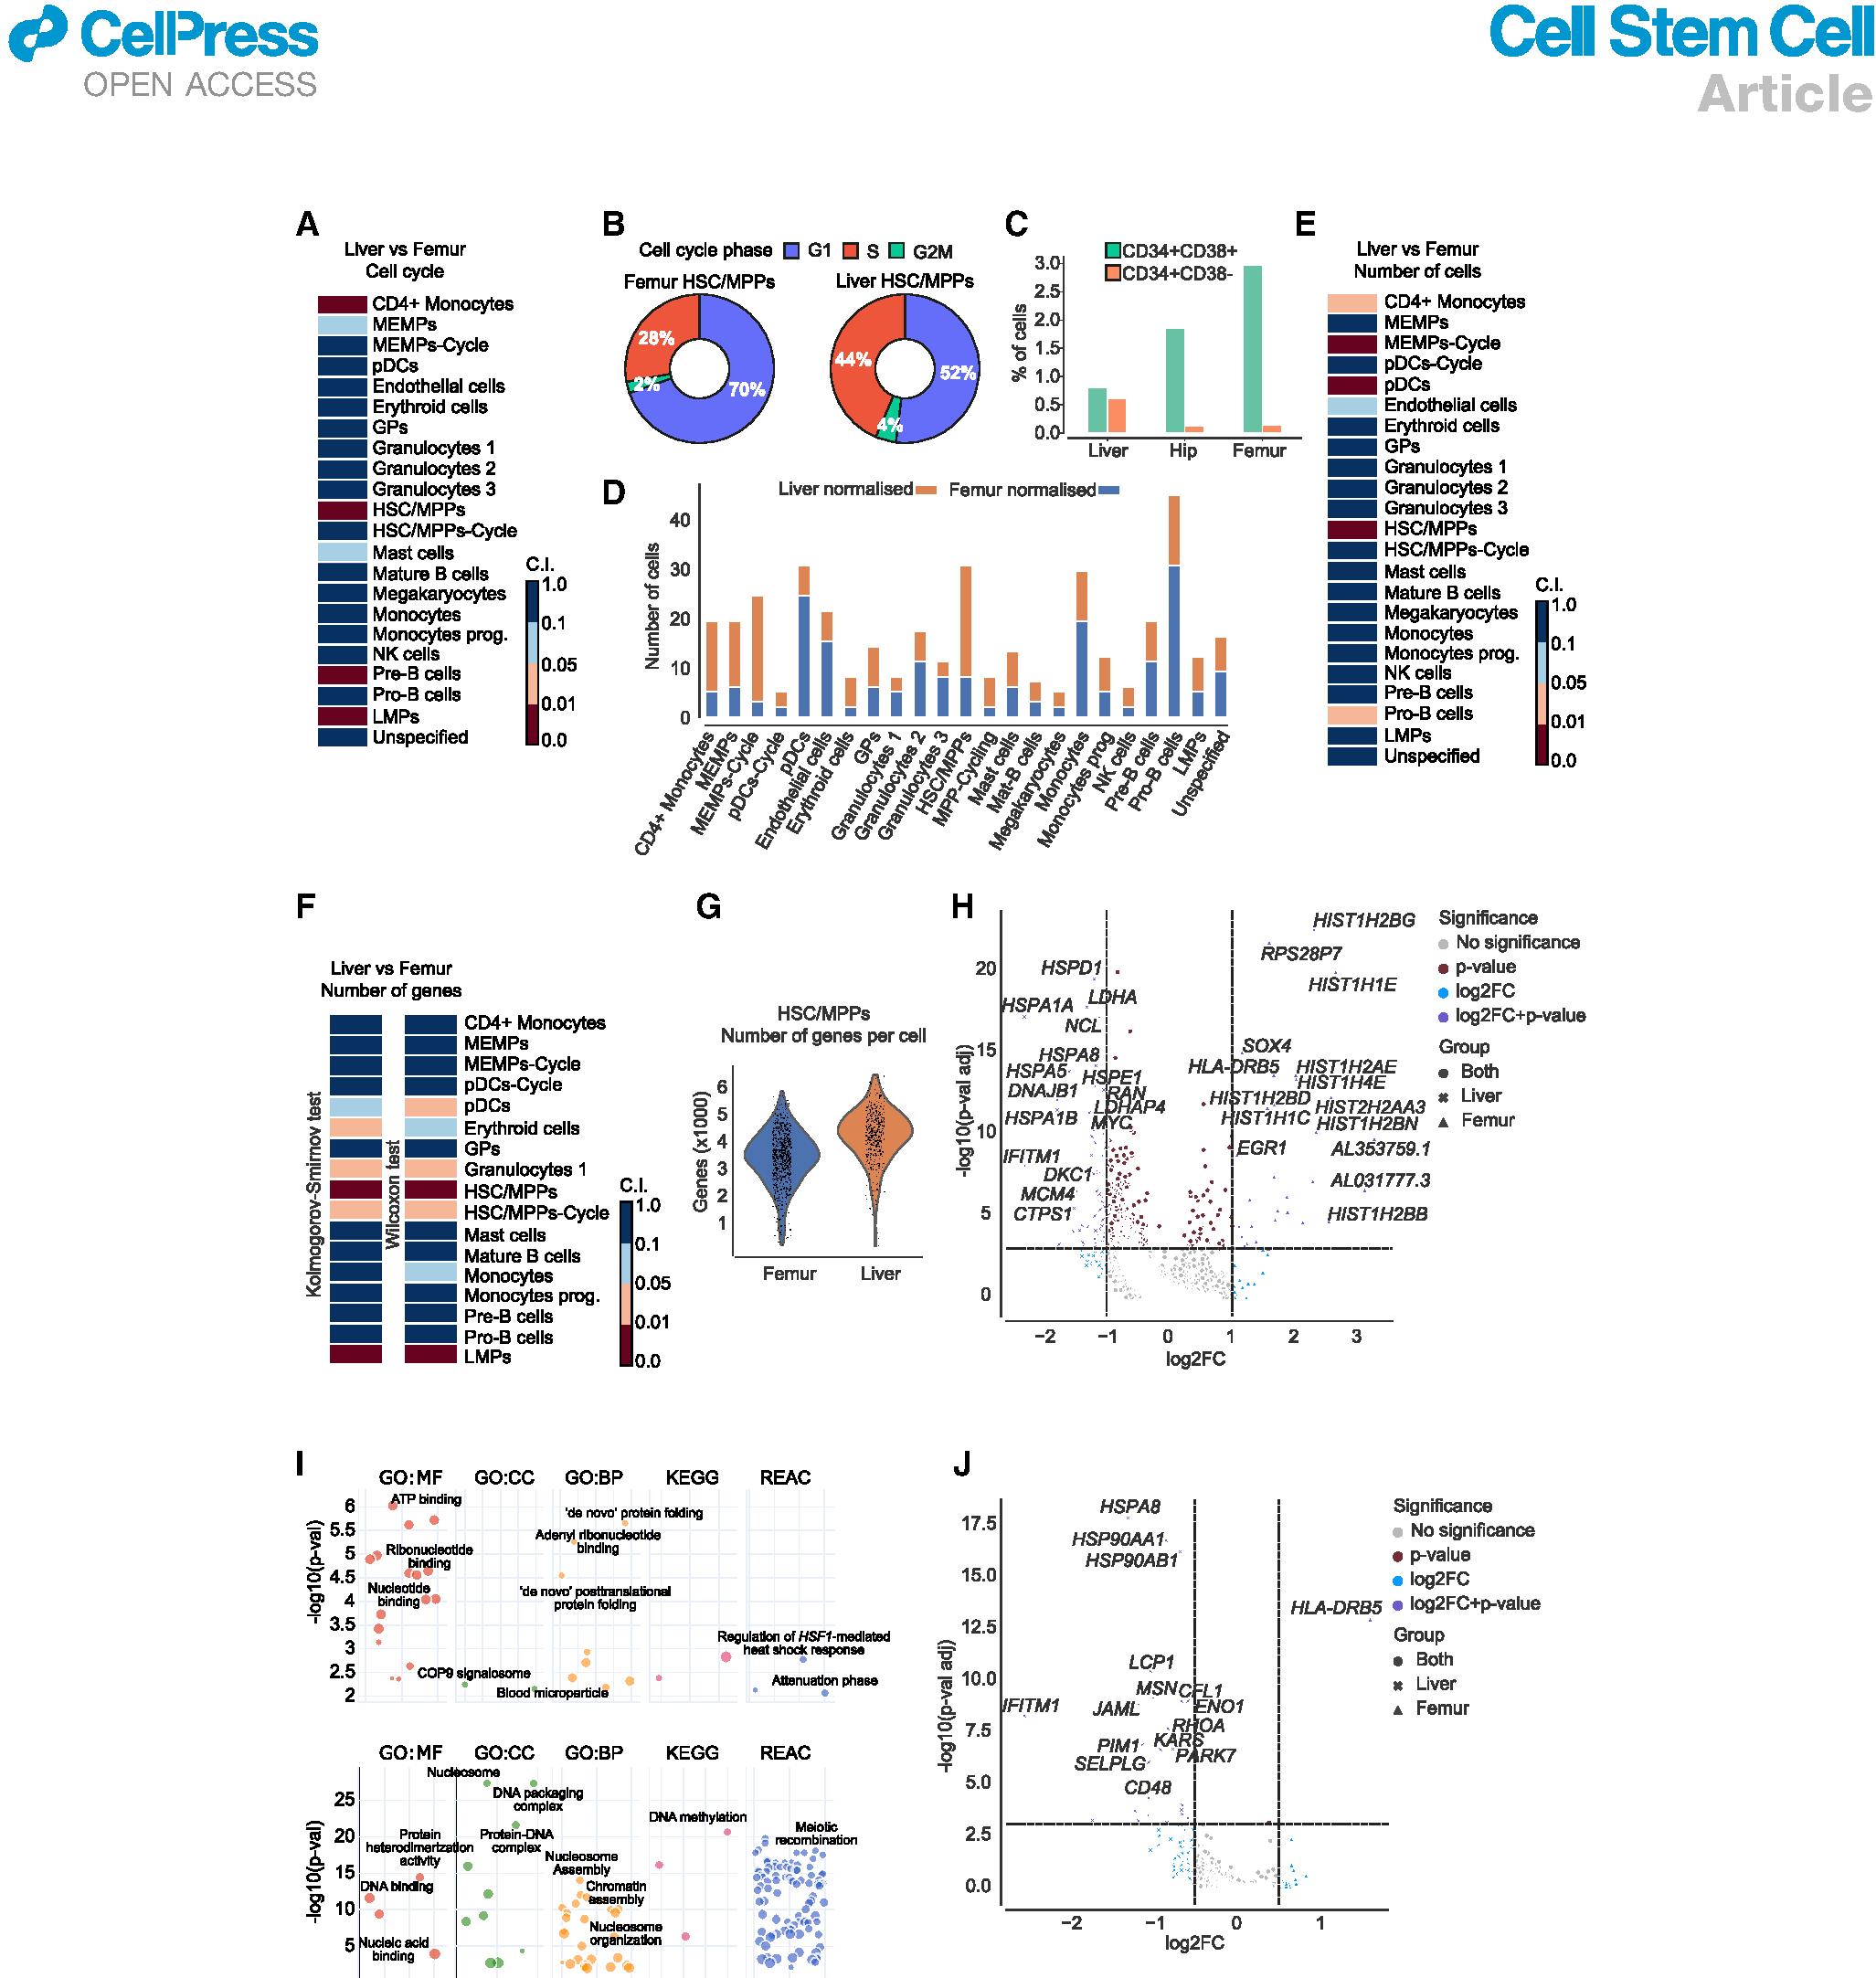 CellPress
OPEN ACCESS
Cell Stem Cell
Article
A
Liver vs Femur
Cell cycle
CD4+ Monocytes
MEMPs
MEMPs-Cycle
pDCs
Endothelial cells
Erythroid cells
GPs
Granulocytes 1
Granulocytes 2
Granulocytes 3
HSC/MPPs
HSC/MPPs-Cycle
Mast cells
Mature B cells
Megakaryocytes
Monocytes
Monocytes prog.
NK cells
Pre-B cells
Pro-B cells
LMPs
Unspecified
C.I.
1.0
0.1
0.05
0.01
0.0
B
Cell cycle phase G1 S G2M
Femur HSC/MPPs
Liver HSC/MPPs
28%
2%
70%
44%
52%
4%
C
CD34+CD38+
CD34+CD38-
% of cells
3.0
2.5
2.0
1.5
1.0
0.5
0.0
Liver
Hip
Femur
D
Liver normalised
Femur normalised
Number of cells
40
30
20
10
0
CD4+ Monocytes
MEMPs
MEMPs-Cycle
pDCs-Cycle
pDCs
Endothelial cells
Erythroid cells
GPs
Granulocytes 1
Granulocytes 2
Granulocytes 3
HSC/MPPs
MPP-Cycling
Mast cells
Mat-B cells
Megakaryocytes
Monocytes
Monocytes prog
NK cells
Pre-B cells
Pro-B cells
LMPs
Unspecified
E
Liver vs Femur
Number of cells
CD4+ Monocytes
MEMPs
MEMPs-Cycle
pDCs-Cycle
pDCs
Endothelial cells
Erythroid cells
GPs
Granulocytes 1
Granulocytes 2
Granulocytes 3
HSC/MPPs
HSC/MPPs-Cycle
Mast cells
Mature B cells
Megakaryocytes
Monocytes
Monocytes prog.
NK cells
Pre-B cells
Pro-B cells
LMPs
Unspecified
C.I.
1.0
0.1
0.05
0.01
0.0
F
Liver vs Femur
Number of genes
Kolmogorov-Smirnov test
Wilcoxon test
CD4+ Monocytes
MEMPs
MEMPs-Cycle
pDCs-Cycle
pDCs
Erythroid cells
GPs
Granulocytes 1
HSC/MPPs
HSC/MPPs-Cycle
Mast cells
Mature B cells
Monocytes
Monocytes prog.
Pre-B cells
Pro-B cells
LMPs
C.I.
1.0
0.1
0.05
0.01
0.0
G
HSC/MPPs
Number of genes per cell
Genes (x1000)
6
5
4
3
2
1
Femur
Liver
H
-log10(p-val adj)
20
15
10
5
0
−2
−1
0
1
2
3
log2FC
HIST1H2BG
RPS28P7
HIST1H1E
HSPD1
LDHA
HSPA1A
NCL
HSPA8
HSPA5
HSPE1
DNAJB1
RAN
LDHAP4
HSPA1B
MYC
IFITM1
DKC1
MCM4
CTPS1
SOX4
HLA-DRB5
HIST1H2AE
HIST1H4E
HIST1H2BD
HIST2H2AA3
HIST1H1C
HIST1H2BN
EGR1
AL353759.1
AL031777.3
HIST1H2BB
Significance
No significance
p-value
log2FC
log2FC+p-value
Group
Both
Liver
Femur
I
GO:MF
GO:CC
GO:BP
KEGG
REAC
-log10(p-val)
6
5.5
5
4.5
4
3.5
3
2.5
2
ATP binding
Ribonucleotide
binding
Nucleotide
binding
COP9 signalosome
Blood microparticle
'de novo' protein folding
Adenyl ribonucleotide
binding
'de novo' posttranslational
protein folding
Regulation of HSF1-mediated
heat shock response
Attenuation phase
GO:MF
GO:CC
GO:BP
KEGG
REAC
-log10(p-val)
25
20
15
10
5
Nucleosome
DNA packaging
complex
Protein
heterodimerization
activity
Protein-DNA
complex
DNA binding
Nucleic acid
binding
Nucleosome
Assembly
Chromatin
assembly
Nucleosome
organization
DNA methylation
Meiotic
recombination
J
-log10(p-val adj)
17.5
15.0
12.5
10.0
7.5
5.0
2.5
0.0
−2
−1
0
1
log2FC
HSPA8
HSP90AA1
HSP90AB1
HLA-DRB5
LCP1
MSN
CFL1
IFITM1
JAML
ENO1
RHOA
PIM1
KARS
SELPLG
PARK7
CD48
Significance
No significance
p-value
log2FC
log2FC+p-value
Group
Both
Liver
Femur